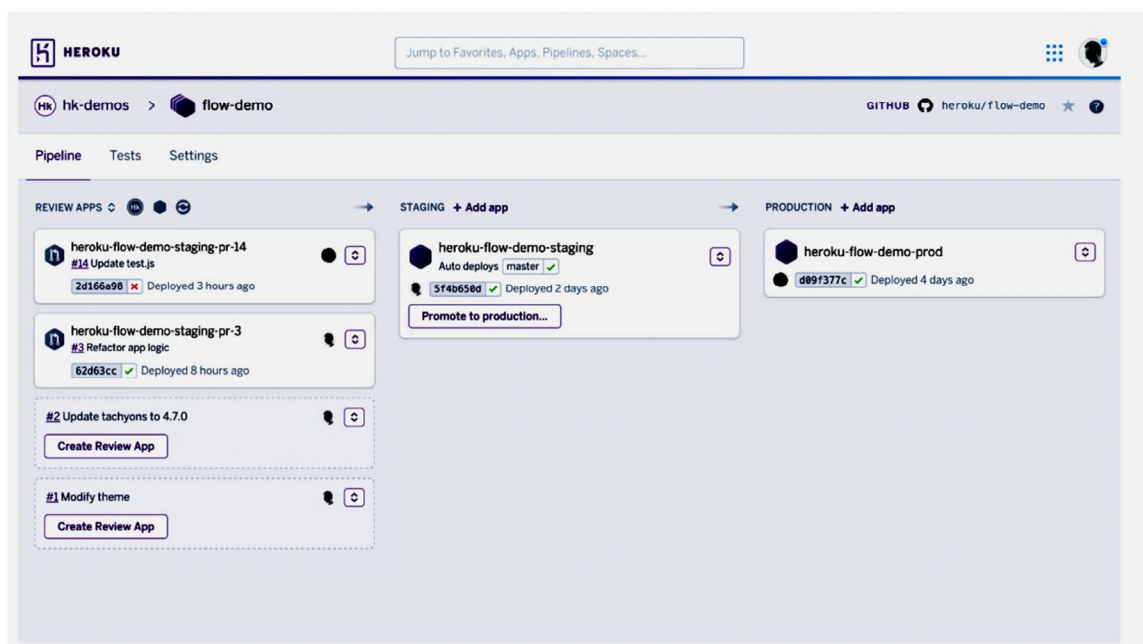 HEROKU
Jump to Favorites, Apps, Pipelines, Spaces...
HK hk-demos > flow-demo
GITHUB heroku/flow-demo ?
Pipeline Tests Settings
REVIEW APPS HK
heroku-flow-demo-staging-pr-14
#14 Update test.js
2d166a98 Deployed 3 hours ago
heroku-flow-demo-staging-pr-3
#3 Refactor app logic
62d63cc Deployed 8 hours ago
#2 Update tachyons to 4.7.0
Create Review App
#1 Modify theme
Create Review App
STAGING + Add app
heroku-flow-demo-staging
Auto deploys master
5f4b650d Deployed 2 days ago
Promote to production...
PRODUCTION + Add app
heroku-flow-demo-prod
d09f377c Deployed 4 days ago